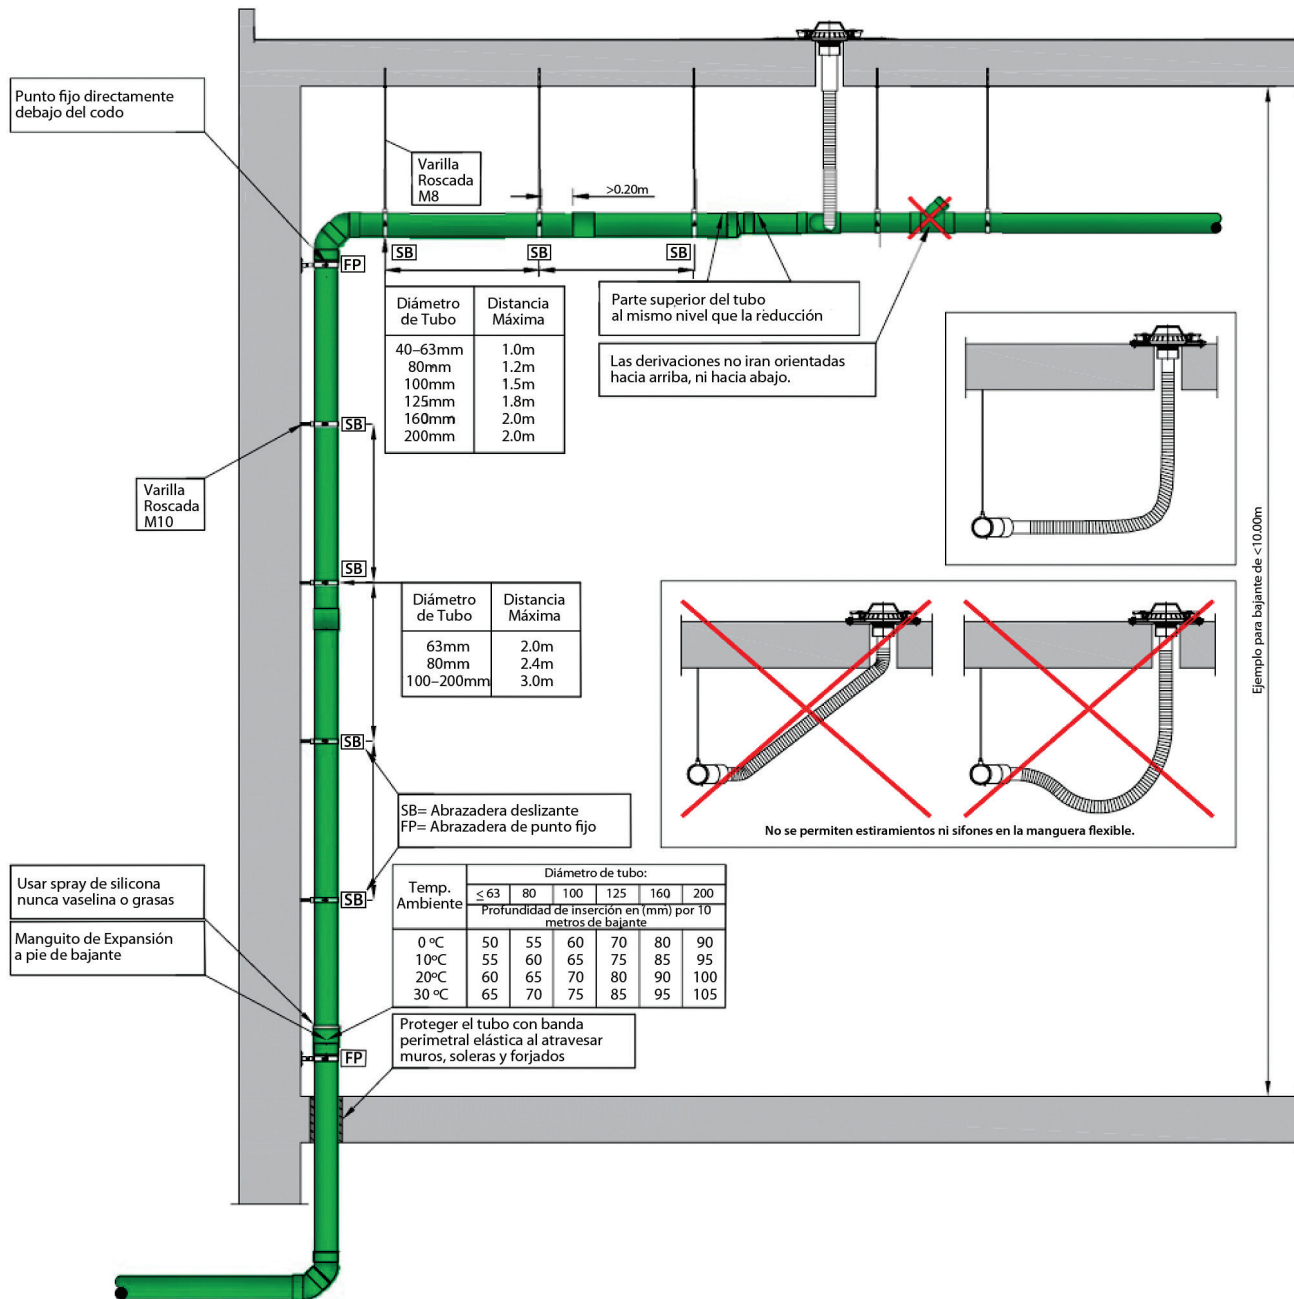 Punto fijo directamente
debajo del codo
Varilla
Roscada
M8
>0.20m
SB
SB
SB
FP
Diámetro
de Tubo
Distancia
Máxima
40–63mm 1.0m
80mm 1.2m
100mm 1.5m
125mm 1.8m
160mm 2.0m
200mm 2.0m
Parte superior del tubo
al mismo nivel que la reducción
Las derivaciones no iran orientadas
hacia arriba, ni hacia abajo.
SB
Varilla
Roscada
M10
SB
Diámetro
de Tubo
Distancia
Máxima
63mm 2.0m
80mm 2.4m
100–200mm 3.0m
Ejemplo para bajante de <10.00m
SB
SB= Abrazadera deslizante
FP= Abrazadera de punto fijo
No se permiten estiramientos ni sifones en la manguera flexible.
SB
Usar spray de silicona
nunca vaselina o grasas
Manguito de Expansión
a pie de bajante
Temp.
Ambiente
Diámetro de tubo:
≤ 63 80 100 125 160 200
Profundidad de inserción en (mm) por 10
metros de bajante
0 ºC 50 55 60 70 80 90
10ºC 55 60 65 75 85 95
20ºC 60 65 70 80 90 100
30 ºC 65 70 75 85 95 105
Proteger el tubo con banda
perimetral elástica al atravesar
muros, soleras y forjados
FP